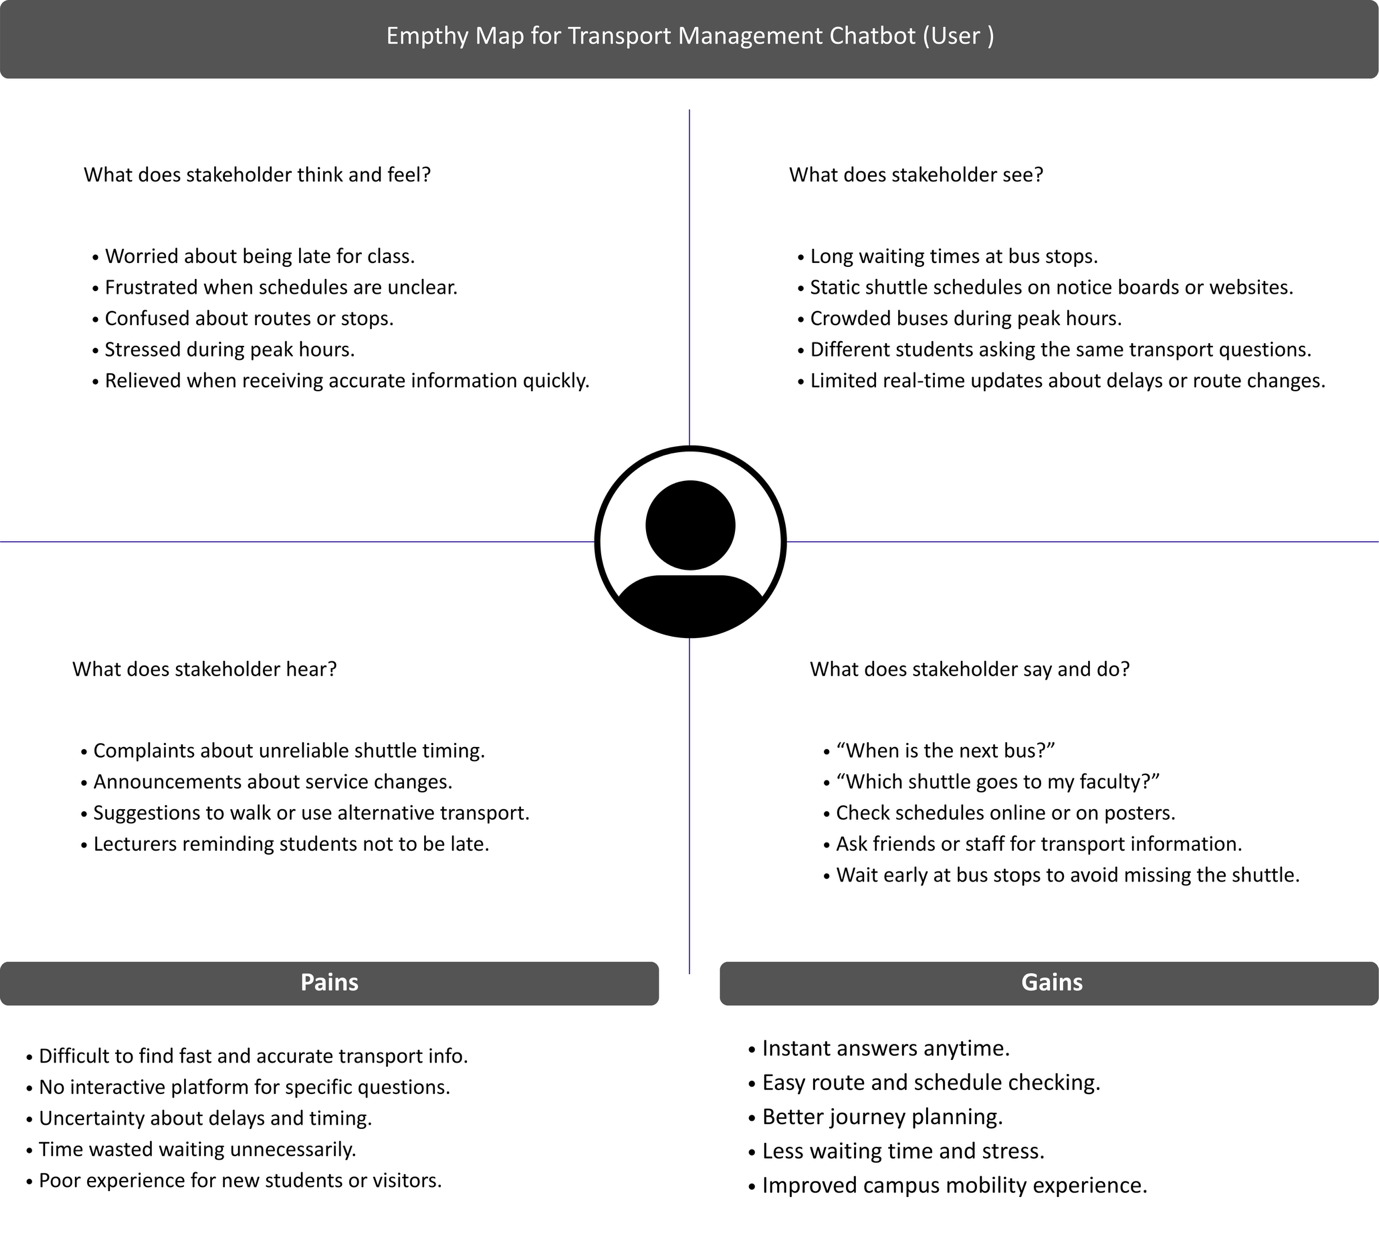 Empthy Map for Transport Management Chatbot (User )
What does stakeholder think and feel?
• Worried about being late for class.
• Frustrated when schedules are unclear.
• Confused about routes or stops.
• Stressed during peak hours.
• Relieved when receiving accurate information quickly.
What does stakeholder see?
• Long waiting times at bus stops.
• Static shuttle schedules on notice boards or websites.
• Crowded buses during peak hours.
• Different students asking the same transport questions.
• Limited real-time updates about delays or route changes.
What does stakeholder hear?
• Complaints about unreliable shuttle timing.
• Announcements about service changes.
• Suggestions to walk or use alternative transport.
• Lecturers reminding students not to be late.
What does stakeholder say and do?
• “When is the next bus?”
• “Which shuttle goes to my faculty?”
• Check schedules online or on posters.
• Ask friends or staff for transport information.
• Wait early at bus stops to avoid missing the shuttle.
Pains
• Difficult to find fast and accurate transport info.
• No interactive platform for specific questions.
• Uncertainty about delays and timing.
• Time wasted waiting unnecessarily.
• Poor experience for new students or visitors.
Gains
• Instant answers anytime.
• Easy route and schedule checking.
• Better journey planning.
• Less waiting time and stress.
• Improved campus mobility experience.